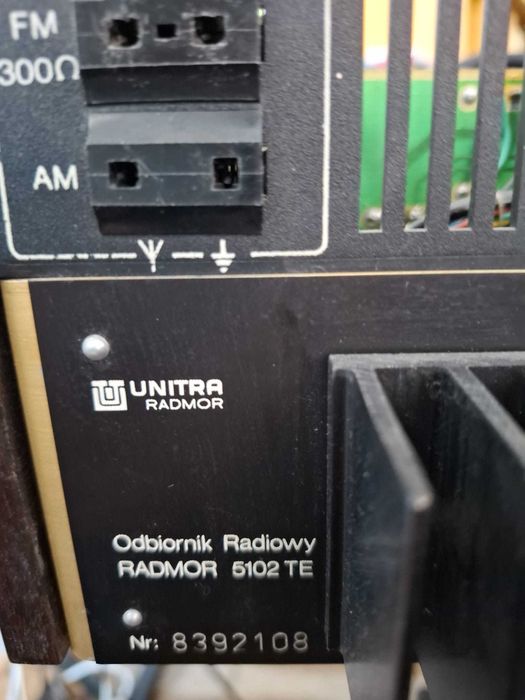 FM
300Ω
AM
UNITRA
RADMOR
Odbiornik Radiowy
RADMOR 5102 TE
Nr: 8392108